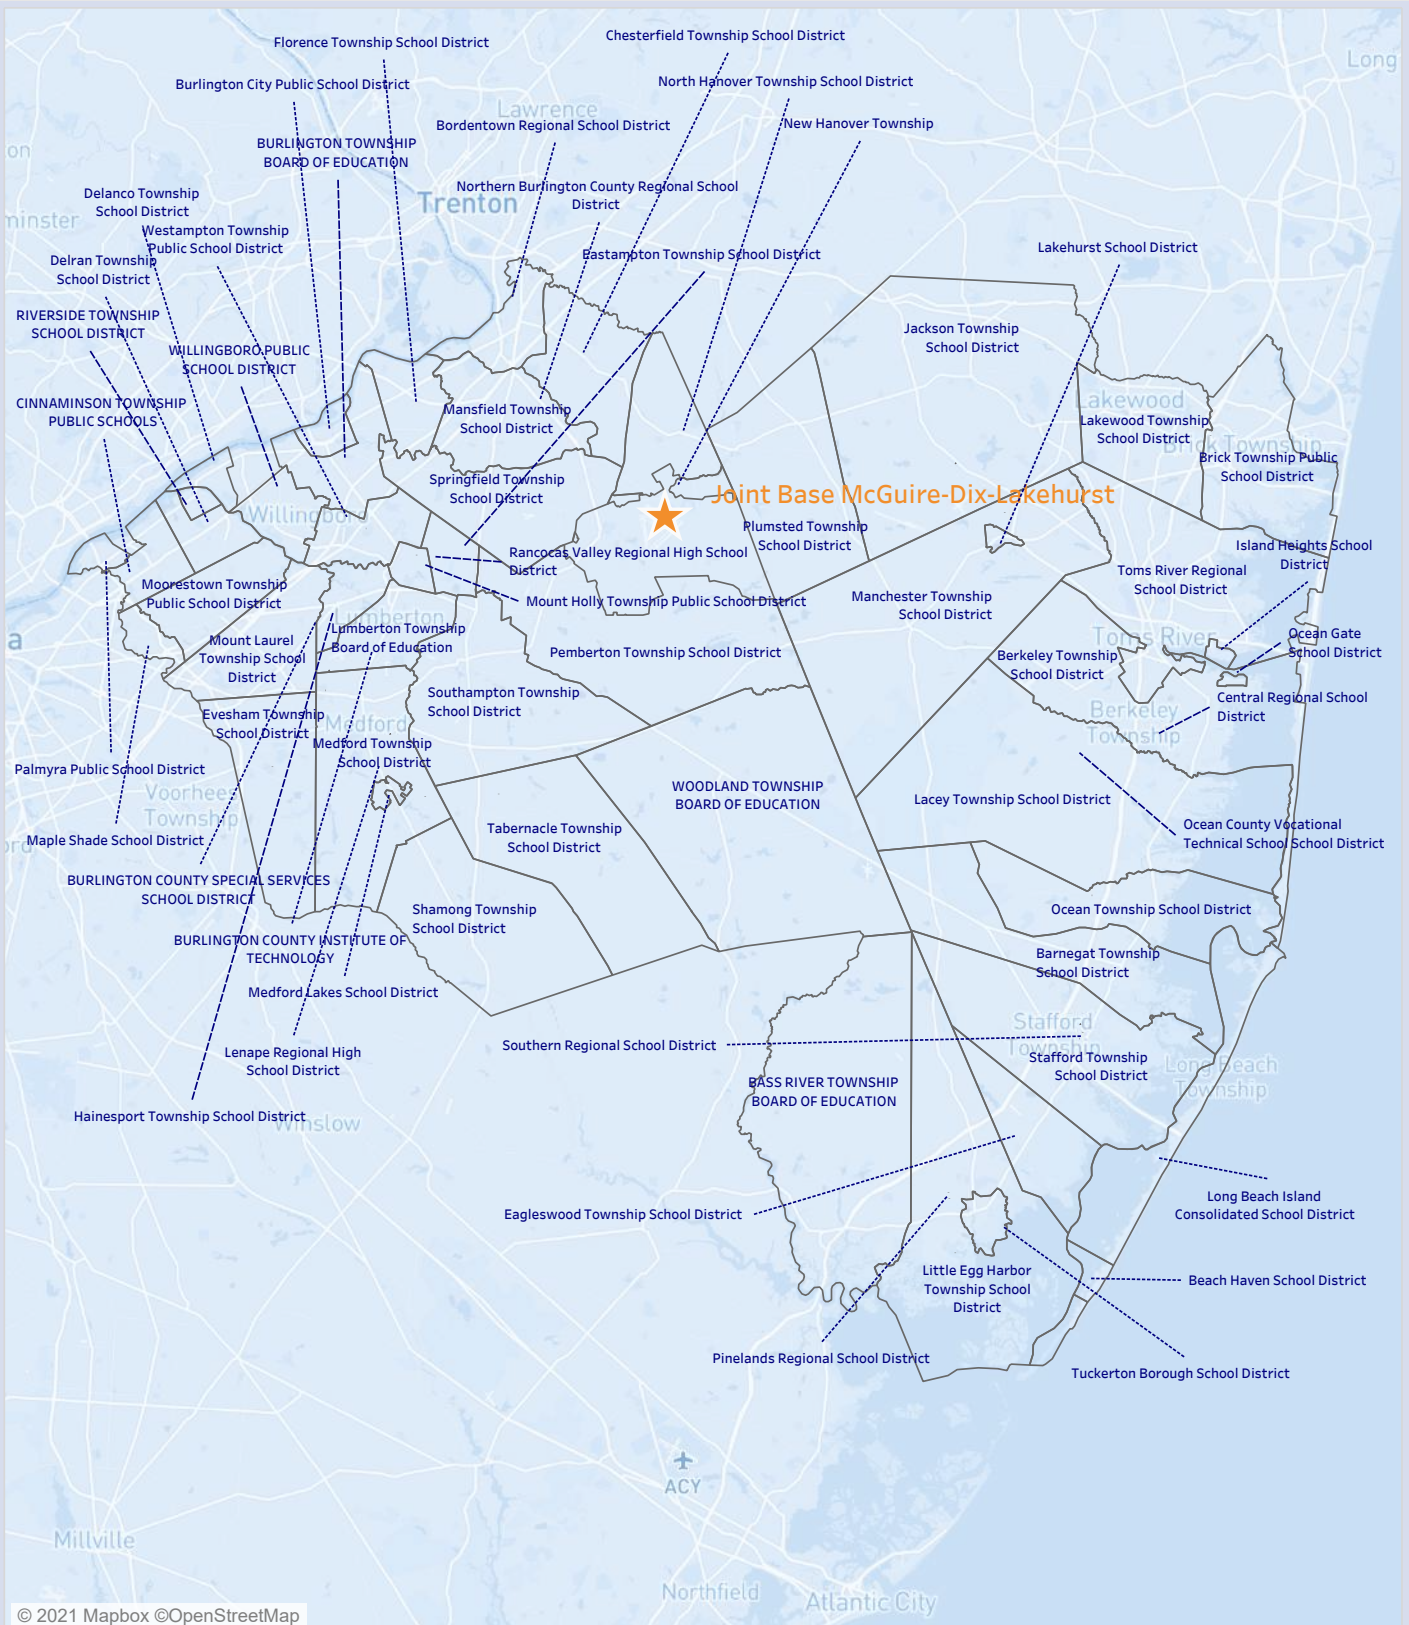 Florence Township School District
Chesterfield Township School District
Long
Burlington City Public School District
North Hanover Township School District
Lawrence
Bordentown Regional School District
New Hanover Township
BURLINGTON TOWNSHIP
BOARD OF EDUCATION
on
Northern Burlington County Regional School
District
Trenton
Delanco Township
School District
minster
Westampton Township
Public School District
Eastampton Township School District
Lakehurst School District
Delran Township
School District
RIVERSIDE TOWNSHIP
SCHOOL DISTRICT
Jackson Township
School District
WILLINGBORO PUBLIC
SCHOOL DISTRICT
CINNAMINSON TOWNSHIP
PUBLIC SCHOOLS
Mansfield Township
School District
Lakewood
Lakewood Township
School District
Brick Township
Brick Township Public
School District
Springfield Township
School District
Joint Base McGuire-Dix-Lakehurst
Willingboro
Plumsted Township
School District
Rancocas Valley Regional High School
District
Island Heights School
District
Toms River Regional
School District
Moorestown Township
Public School District
Mount Holly Township Public School District
Manchester Township
School District
Lumberton
Lumberton Township
Board of Education
a
Mount Laurel
Township School
District
Toms River
Ocean Gate
School District
Pemberton Township School District
Berkeley Township
School District
Southampton Township
School District
Central Regional School
District
Evesham Township
School District
Medford
Berkeley
Township
Medford Township
School District
Palmyra Public School District
Voorhees
Township
WOODLAND TOWNSHIP
BOARD OF EDUCATION
Lacey Township School District
Maple Shade School District
ord
Tabernacle Township
School District
Ocean County Vocational
Technical School School District
BURLINGTON COUNTY SPECIAL SERVICES
SCHOOL DISTRICT
Shamong Township
School District
Ocean Township School District
BURLINGTON COUNTY INSTITUTE OF
TECHNOLOGY
Barnegat Township
School District
Medford Lakes School District
Stafford
Township
Southern Regional School District
Lenape Regional High
School District
Stafford Township
School District
Long Beach
Township
BASS RIVER TOWNSHIP
BOARD OF EDUCATION
Hainesport Township School District
Winslow
Eagleswood Township School District
Long Beach Island
Consolidated School District
Little Egg Harbor
Township School
District
Beach Haven School District
Pinelands Regional School District
Tuckerton Borough School District
ACY
Millville
Northfield
Atlantic City
© 2021 Mapbox ©OpenStreetMap